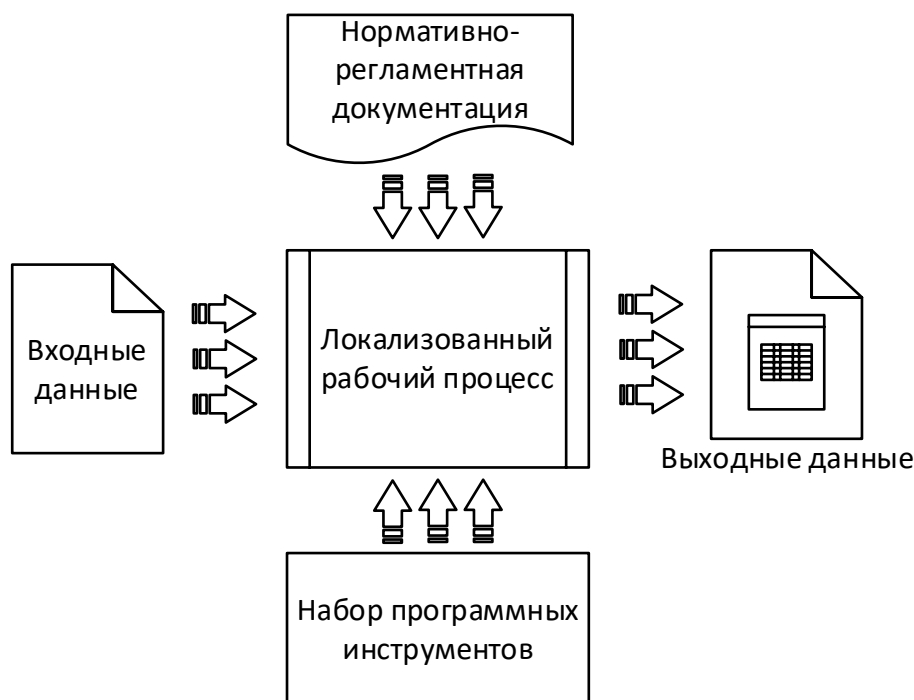 Нормативно-
регламентная
документация
Входные
данные
Локализованный
рабочий процесс
Выходные данные
Набор программных
инструментов